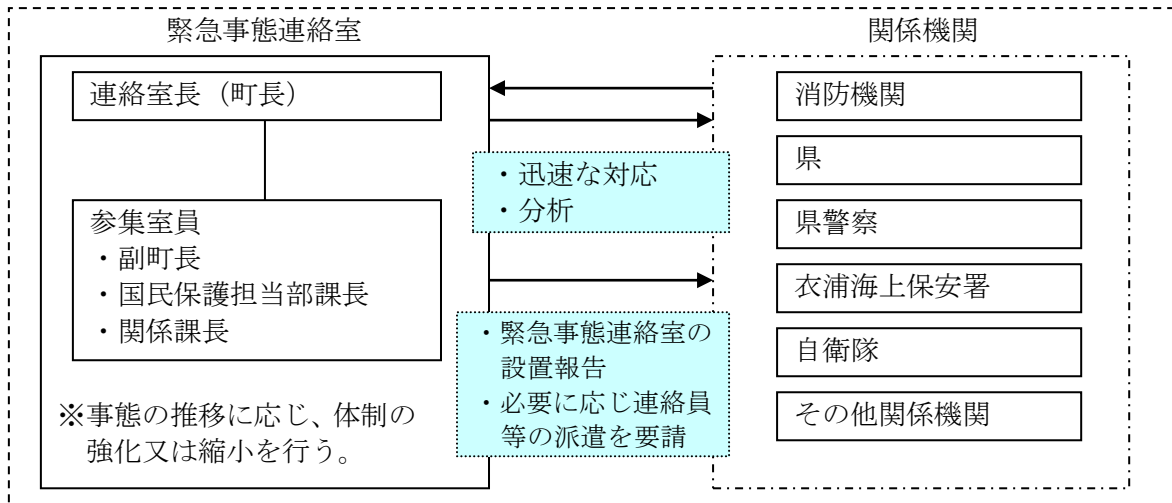 緊急事態連絡室
連絡室長（町長）
参集室員
・副町長
・国民保護担当部課長
・関係課長
※事態の推移に応じ、体制の
強化又は縮小を行う。
・迅速な対応
・分析
・緊急事態連絡室の
設置報告
・必要に応じ連絡員
等の派遣を要請
関係機関
消防機関
県
県警察
衣浦海上保安署
自衛隊
その他関係機関